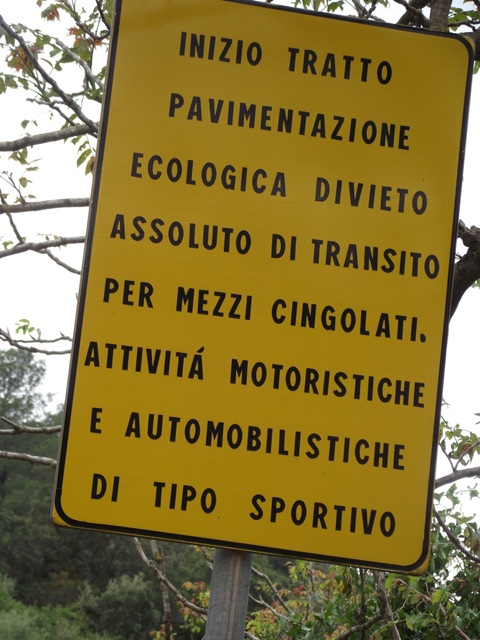 INIZIO TRATTO
PAVIMENTAZIONE
ECOLOGICA DIVIETO
ASSOLUTO DI TRANSITO
PER MEZZI CINGOLATI.
ATTIVITÁ MOTORISTICHE
E AUTOMOBILISTICHE
DI TIPO SPORTIVO